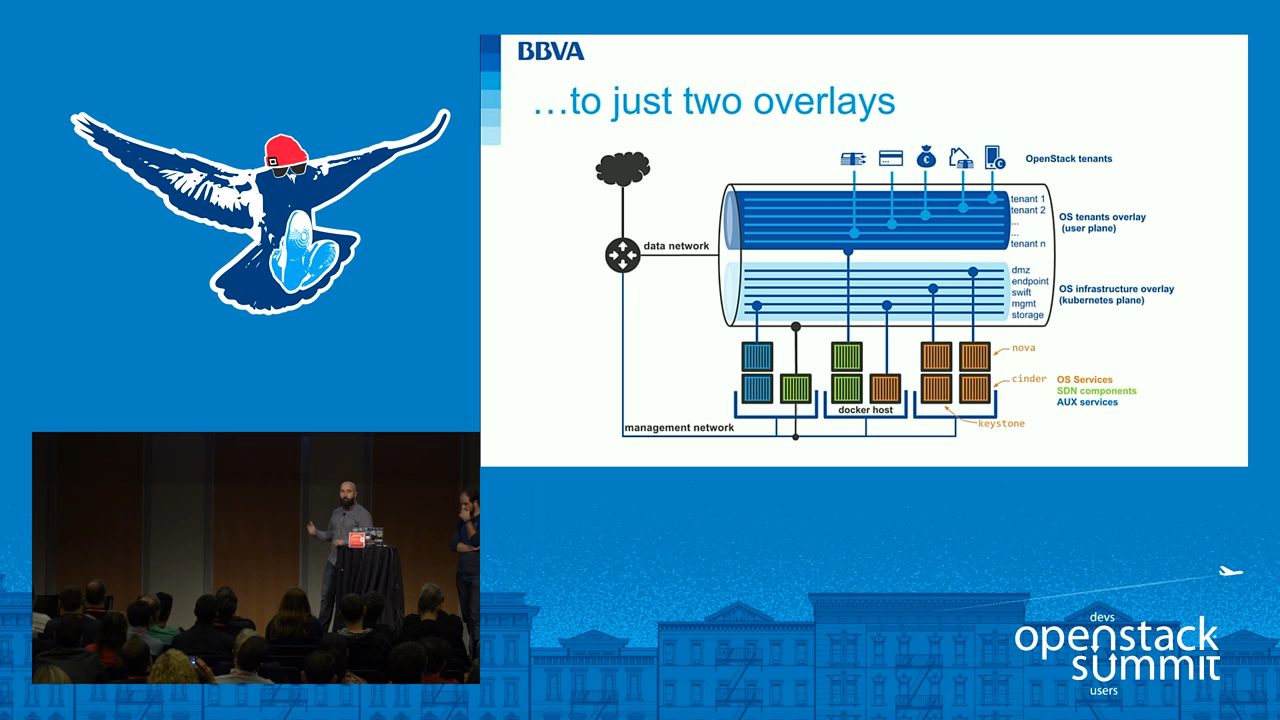 BBVA
…to just two overlays
OpenStack tenants
data network
tenant 1
tenant 2
...
...
tenant n
OS tenants overlay
(user plane)
dmz
endpoint
swift
mgmt
storage
OS infrastructure overlay
(kubernetes plane)
nova
cinder
OS Services
SDN components
AUX services
docker host
keystone
management network
devs
openstack
summit
users